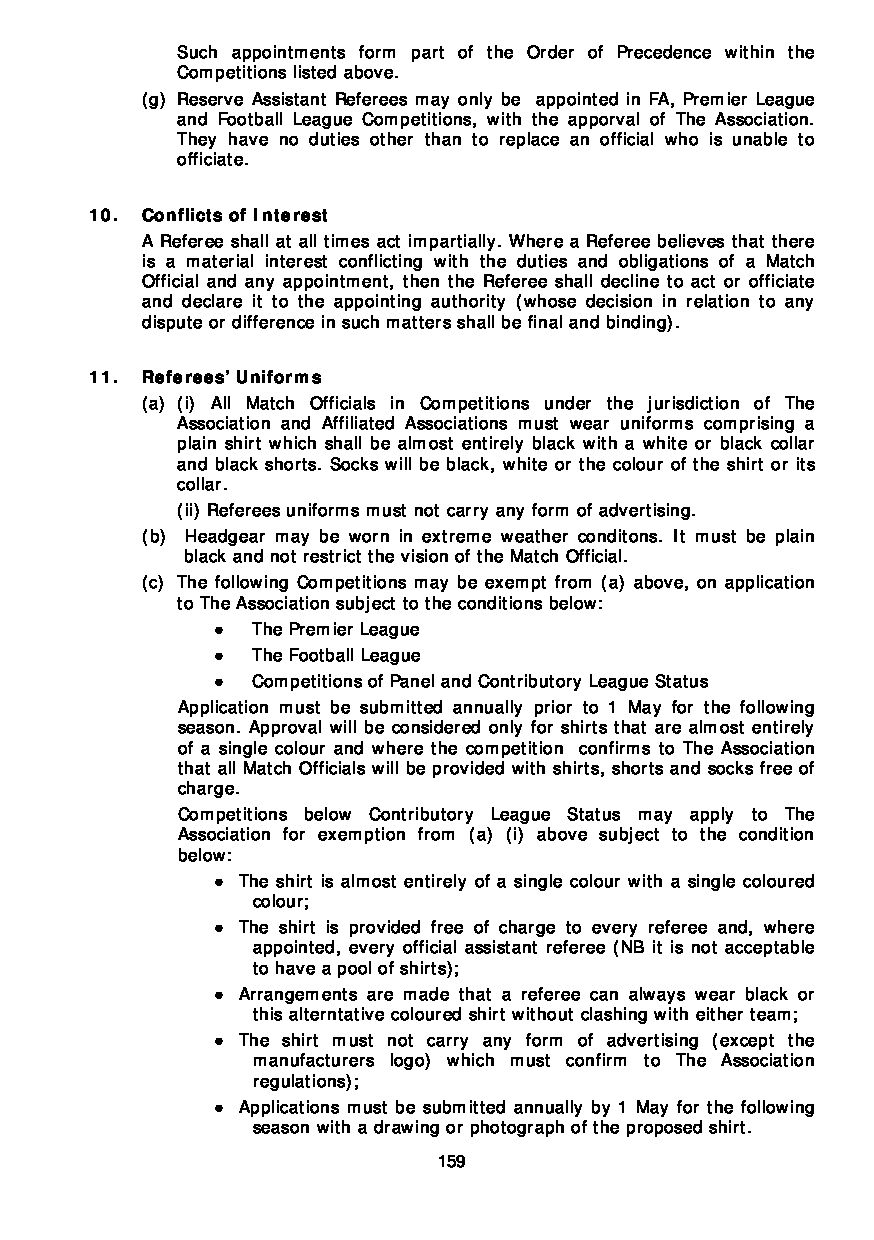 Such appointments form part of the Order of Precedence within the
Competitions listed above.
(g) Reserve Assistant Referees may only be appointed in FA, Premier League
and Football League Competitions, with the apporval of The Association.
They have no duties other than to replace an official who is unable to
officiate.
10. Conflicts of Interest
A Referee shall at all times act impartially. Where a Referee believes that there
is a material interest conflicting with the duties and obligations of a Match
Official and any appointment, then the Referee shall decline to act or officiate
and declare it to the appointing authority (whose decision in relation to any
dispute or difference in such matters shall be final and binding).
11. Referees' Uniforms
(a) (i) All Match Officials in Competitions under the jurisdiction of The
Association and Affiliated Associations must wear uniforms comprising a
plain shirt which shall be almost entirely black with a white or black collar
and black shorts. Socks will be black, white or the colour of the shirt or its
collar.
(ii) Referees uniforms must not carry any form of advertising.
(b) Headgear may be worn in extreme weather conditons. It must be plain
black and not restrict the vision of the Match Official.
(c) The following Competitions may be exempt from (a) above, on application
to The Association subject to the conditions below:
• The Premier League
• The Football League
• Competitions of Panel and Contributory League Status
Application must be submitted annually prior to 1 May for the following
season. Approval will be considered only for shirts that are almost entirely
of a single colour and where the competition confirms to The Association
that all Match Officials will be provided with shirts, shorts and socks free of
charge.
Competitions below Contributory League Status may apply to The
Association for exemption from (a) (i) above subject to the condition
below:
• The shirt is almost entirely of a single colour with a single coloured
colour;
• The shirt is provided free of charge to every referee and, where
appointed, every official assistant referee (NB it is not acceptable
to have a pool of shirts);
• Arrangements are made that a referee can always wear black or
this alterntative coloured shirt without clashing with either team;
• The shirt must not carry any form of advertising (except the
manufacturers logo) which must confirm to The Association
regulations);
• Applications must be submitted annually by 1 May for the following
season with a drawing or photograph of the proposed shirt.
159